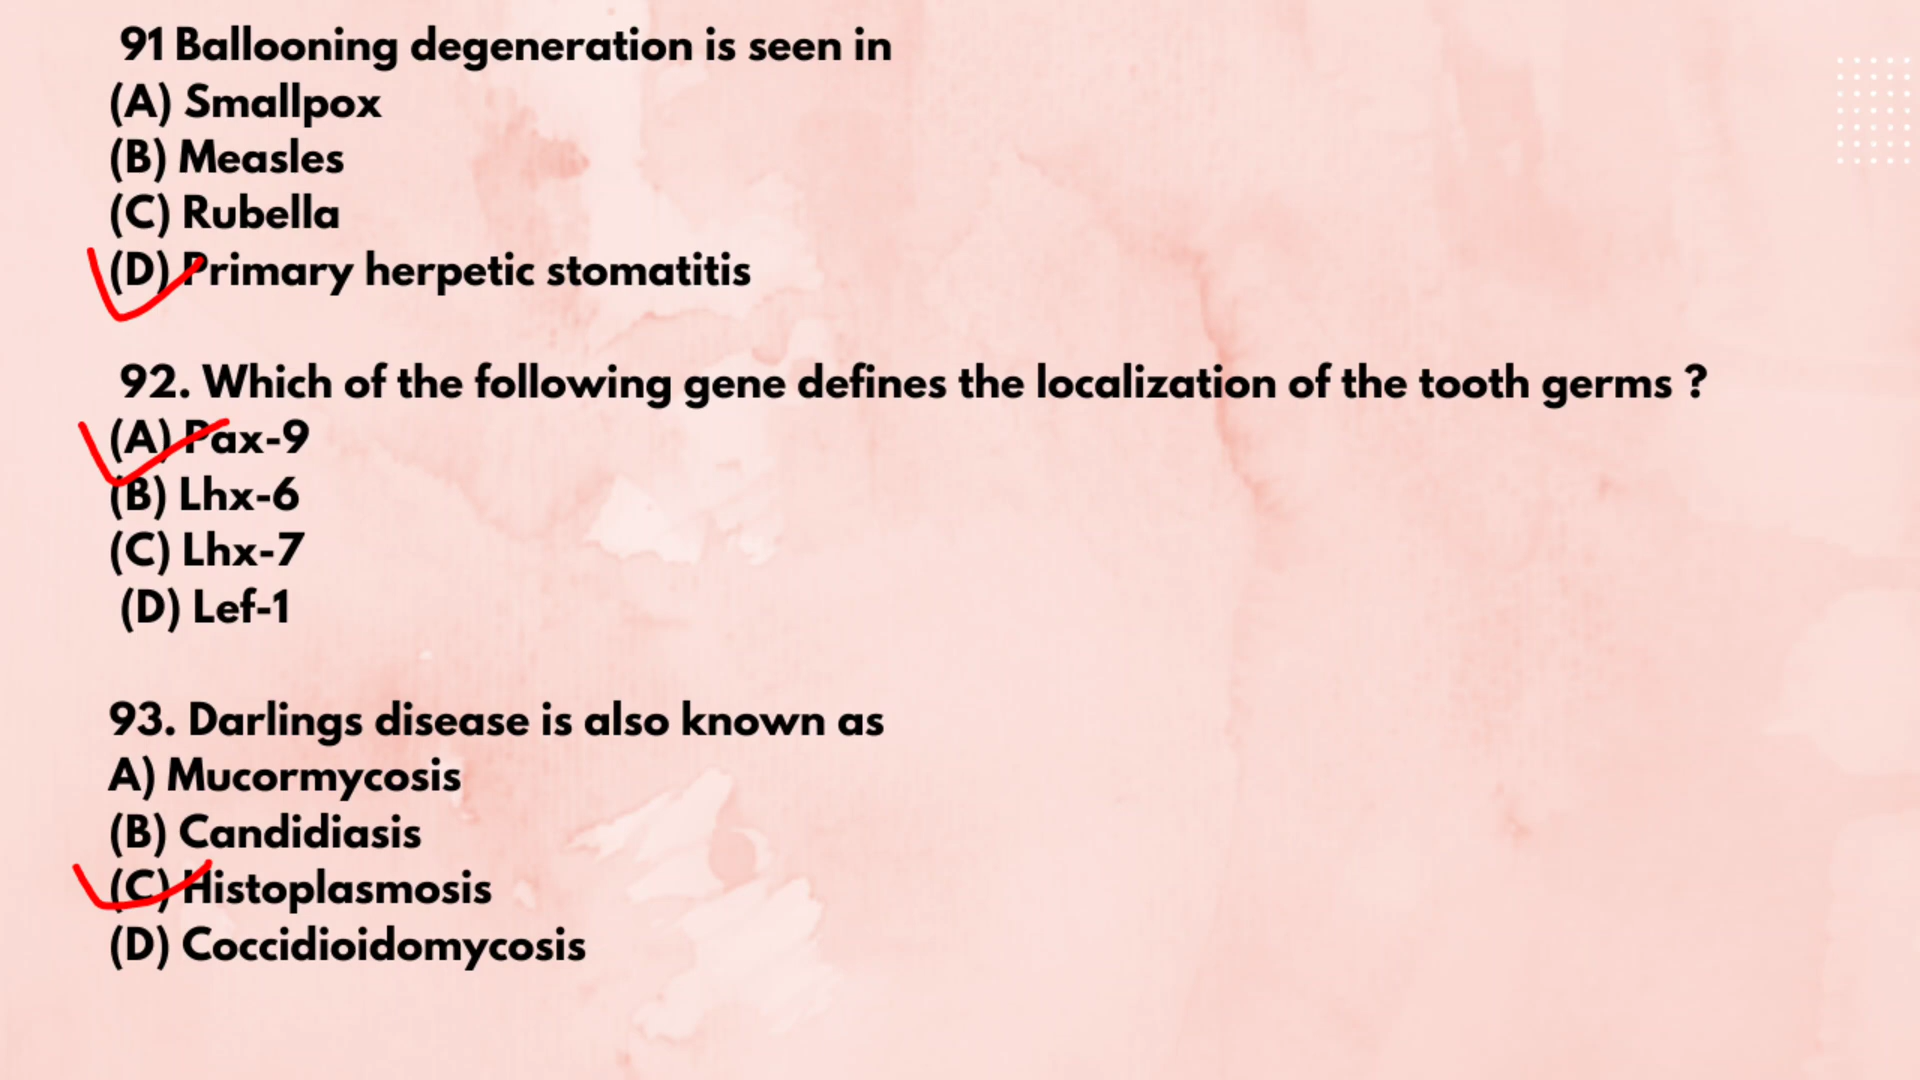 91 Ballooning degeneration is seen in
(A) Smallpox
(B) Measles
(C) Rubella
(D) Primary herpetic stomatitis
92. Which of the following gene defines the localization of the tooth germs ?
(A) Pax-9
(B) Lhx-6
(C) Lhx-7
(D) Lef-1
93. Darlings disease is also known as
A) Mucormycosis
(B) Candidiasis
(C) Histoplasmosis
(D) Coccidioidomycosis